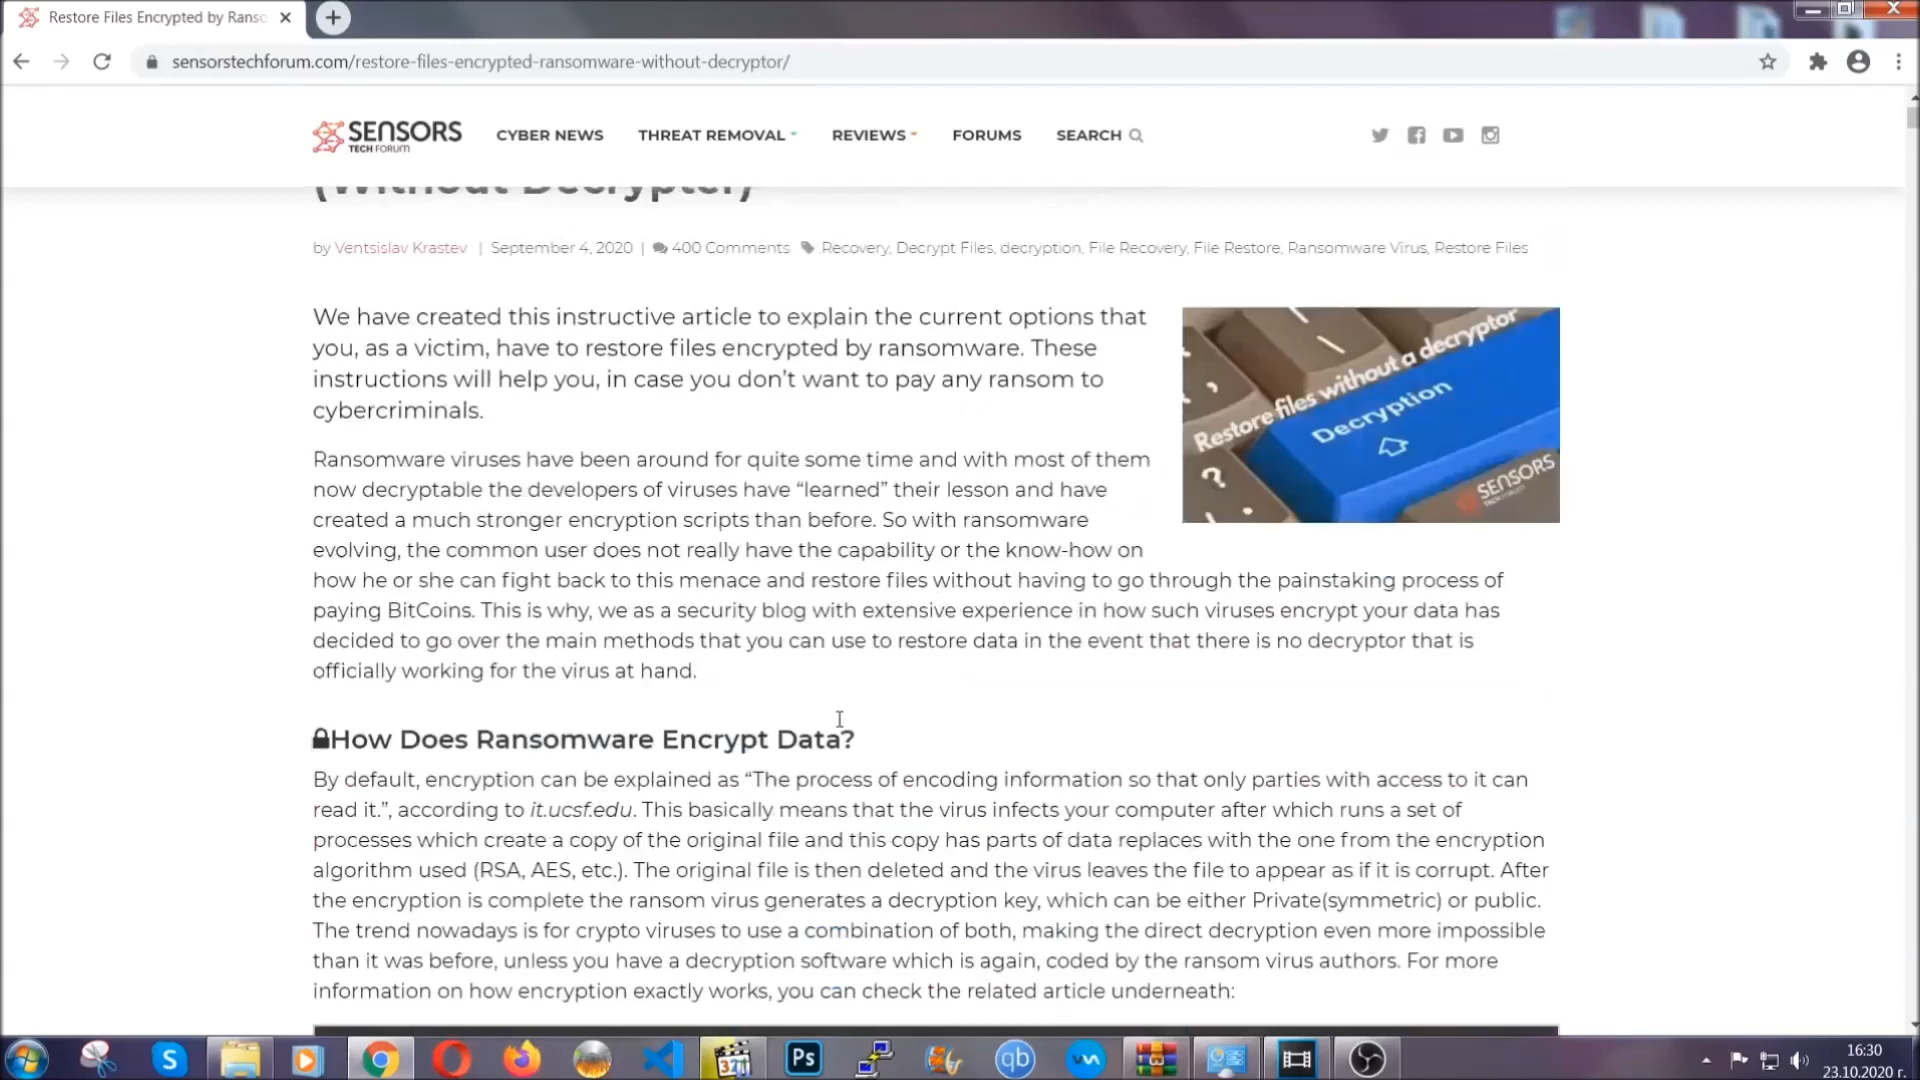 Restore Files Encrypted by Ranso
sensorstechforum.com/restore-files-encrypted-ransomware-without-decryptor/
SENSORS
TECH FORUM
CYBER NEWS THREAT REMOVAL REVIEWS FORUMS SEARCH
(Without Decrypter)
by Ventsislav Krastev | September 4, 2020 | 400 Comments Recovery, Decrypt Files, decryption, File Recovery, File Restore, Ransomware Virus, Restore Files
We have created this instructive article to explain the current options that
you, as a victim, have to restore files encrypted by ransomware. These
instructions will help you, in case you don’t want to pay any ransom to
cybercriminals.
Restore files without a decryptor
Decryption
SENSORS
Ransomware viruses have been around for quite some time and with most of them
now decryptable the developers of viruses have “learned” their lesson and have
created a much stronger encryption scripts than before. So with ransomware
evolving, the common user does not really have the capability or the know-how on
how he or she can fight back to this menace and restore files without having to go through the painstaking process of
paying BitCoins. This is why, we as a security blog with extensive experience in how such viruses encrypt your data has
decided to go over the main methods that you can use to restore data in the event that there is no decryptor that is
officially working for the virus at hand.
How Does Ransomware Encrypt Data?
By default, encryption can be explained as “The process of encoding information so that only parties with access to it can
read it.”, according to it.ucsf.edu. This basically means that the virus infects your computer after which runs a set of
processes which create a copy of the original file and this copy has parts of data replaces with the one from the encryption
algorithm used (RSA, AES, etc.). The original file is then deleted and the virus leaves the file to appear as if it is corrupt. After
the encryption is complete the ransom virus generates a decryption key, which can be either Private(symmetric) or public.
The trend nowadays is for crypto viruses to use a combination of both, making the direct decryption even more impossible
than it was before, unless you have a decryption software which is again, coded by the ransom virus authors. For more
information on how encryption exactly works, you can check the related article underneath:
S
321
Ps
qb
16:30
23.10.2020 г.